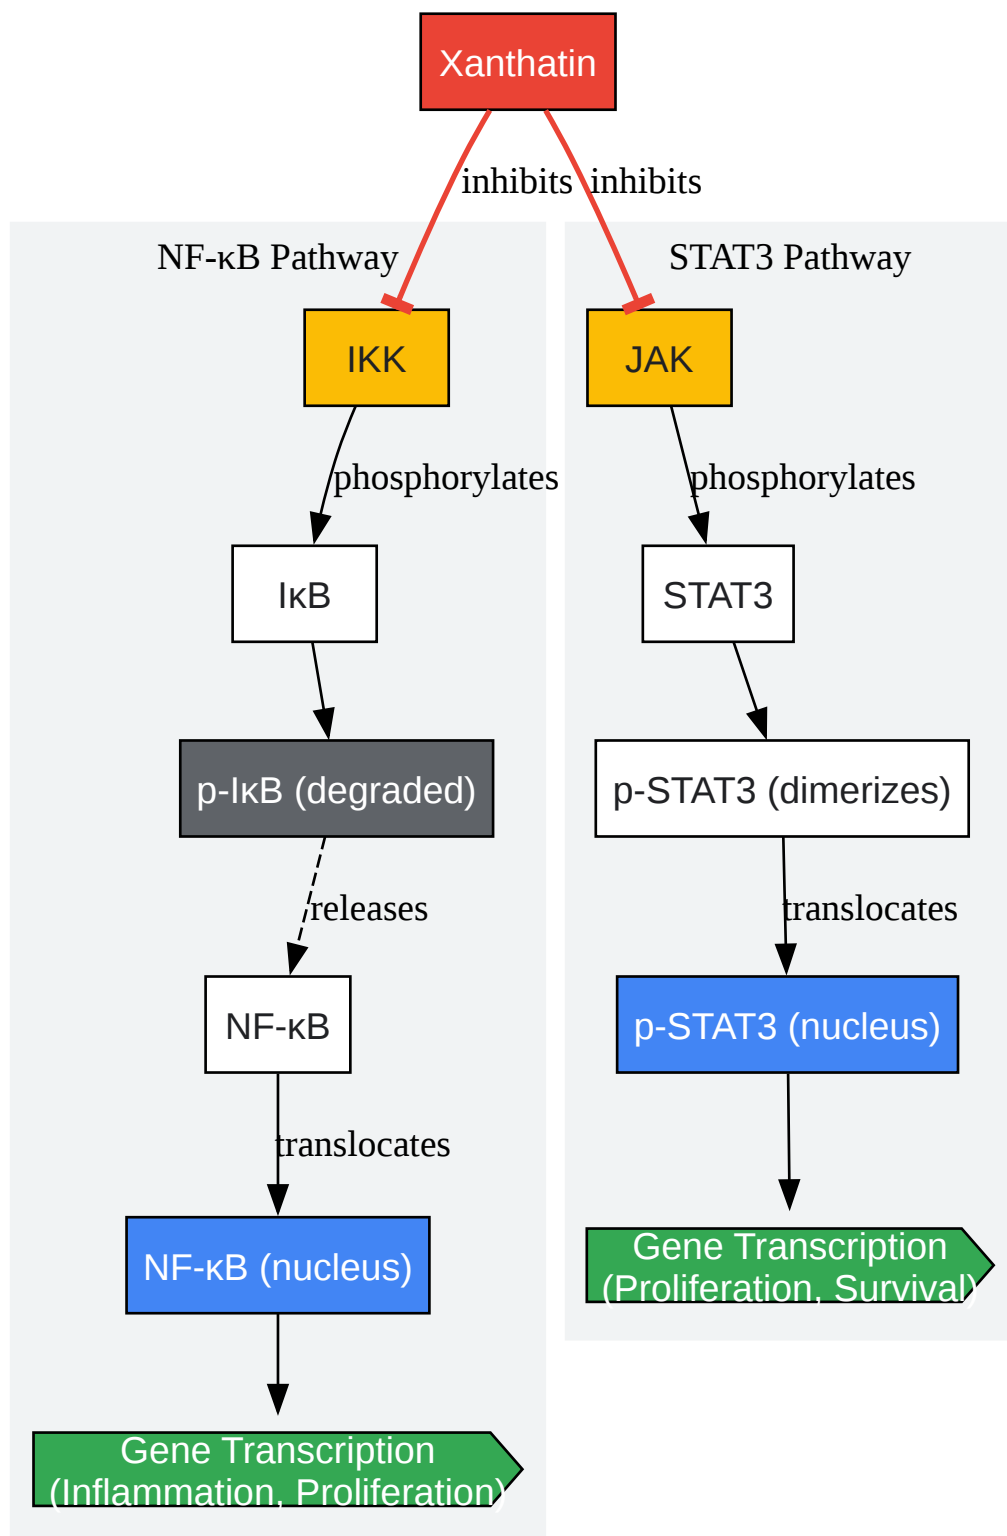 Xanthatin
inhibits
inhibits
NF-κB Pathway
STAT3 Pathway
IKK
JAK
phosphorylates
phosphorylates
IκB
STAT3
p-IκB (degraded)
p-STAT3 (dimerizes)
releases
translocates
NF-κB
p-STAT3 (nucleus)
translocates
NF-κB (nucleus)
Gene Transcription
(Proliferation, Survival)
Gene Transcription
(Inflammation, Proliferation)